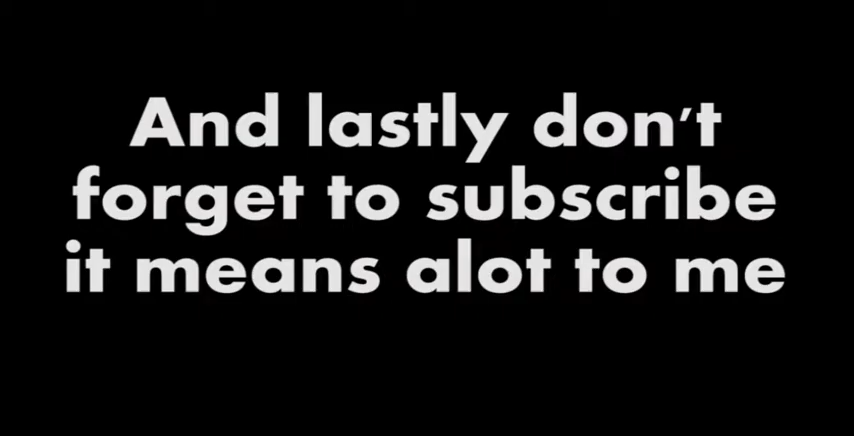 And lastly don't
forget to subscribe
it means alot to me